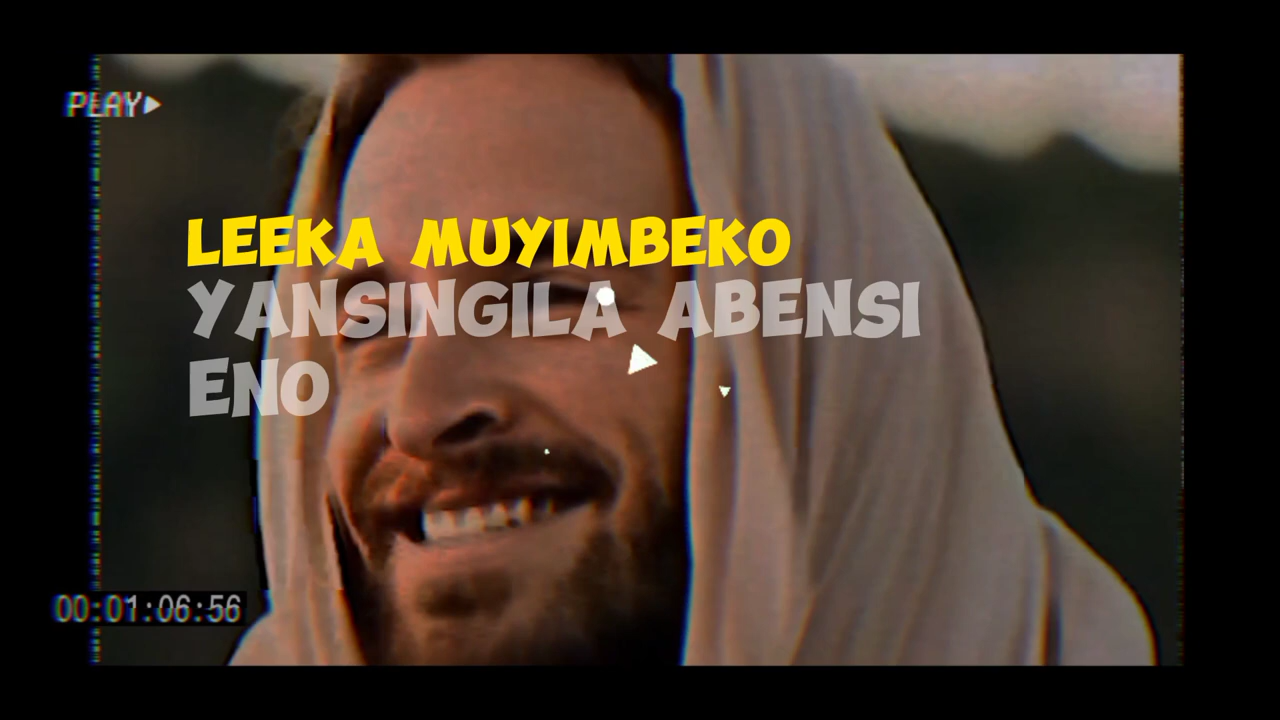 PLAY
LEEKA MUYIMBEKO
YANSINGILA ABENSI
ENO
00:01:06:56